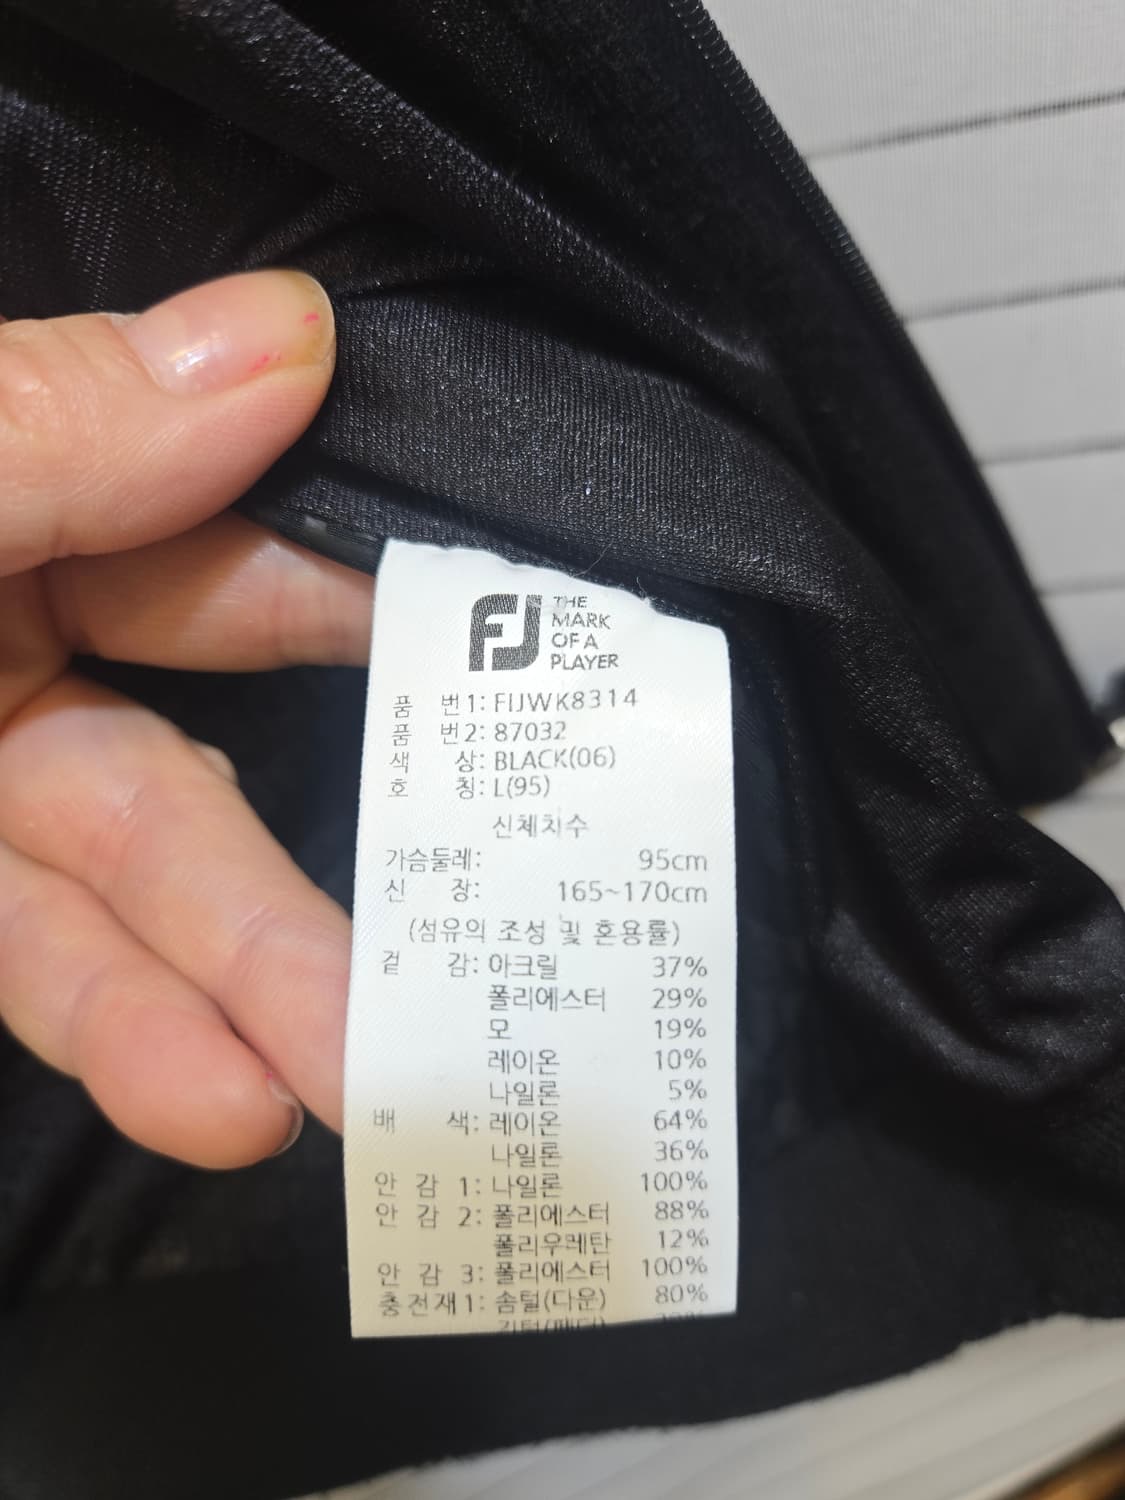 FJ THE
MARK
OF A
PLAYER
품 번1: FIJWK8314
품 번2: 87032
색 상: BLACK(06)
호 칭: L(95)
신체치수
가슴둘레: 95cm
신 장: 165~170cm
(섬유의 조성 및 혼용률)
겉 감: 아크릴 37%
폴리에스터 29%
모 19%
레이온 10%
나일론 5%
배 색: 레이온 64%
나일론 36%
안 감 1: 나일론 100%
안 감 2: 폴리에스터 88%
폴리우레탄 12%
안 감 3: 폴리에스터 100%
충전재1: 솜털(다운) 80%